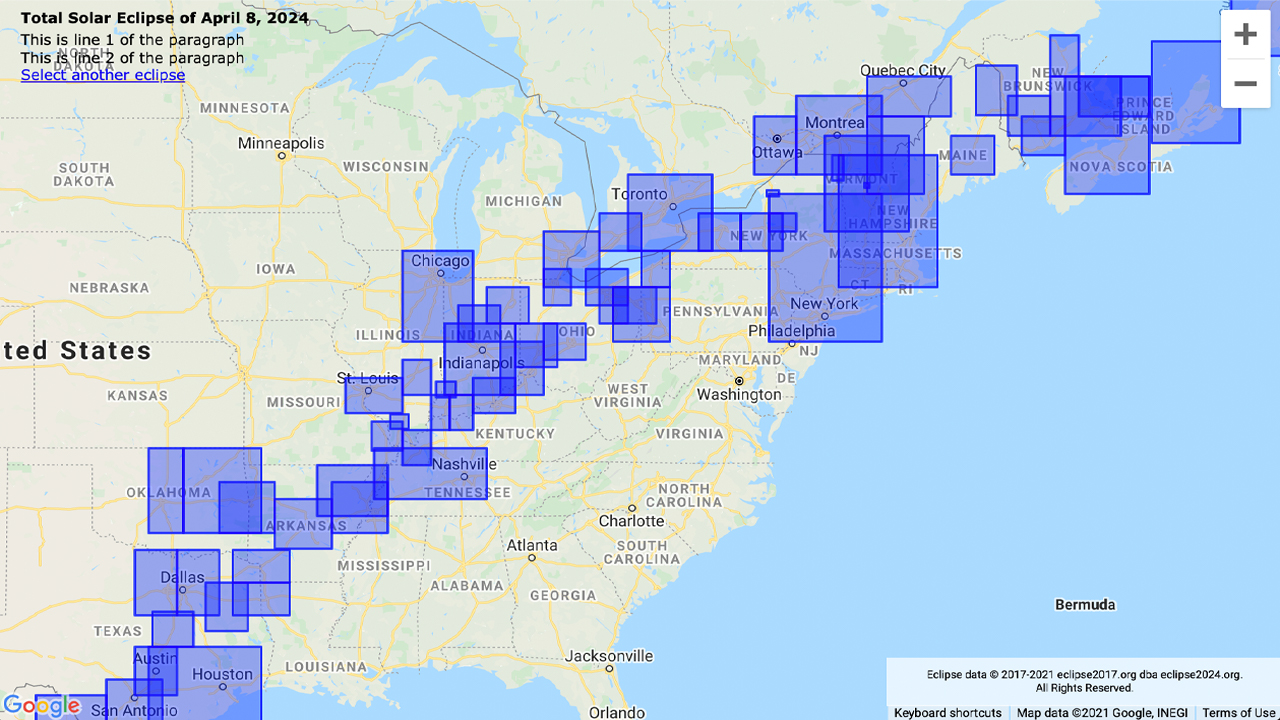 Total Solar Eclipse of April 8, 2024
This is line 1 of the paragraph
This is line 2 of the paragraph
Select another eclipse
NORTH
DAKOTA
+
−
Quebec City
NEW
BRUNSWICK
PRINCE
EDWARD
ISLAND
MINNESOTA
Montrea
Minneapolis
Ottawa
MAINE
WISCONSIN
NOVA SCOTIA
SOUTH
DAKOTA
VERMONT
MICHIGAN
Toronto
NEW
HAMPSHIRE
NEW YORK
MASSACHUSETTS
Chicago
IOWA
NEBRASKA
CT
RI
New York
PENNSYLVANIA
ILLINOIS
INDIANA
OHIO
Philadelphia
ted States
Indianapolis
NJ
MARYLAND
St. Louis
DE
KANSAS
MISSOURI
WEST
VIRGINIA
Washington
KENTUCKY
VIRGINIA
Nashville
OKLAHOMA
TENNESSEE
NORTH
CAROLINA
ARKANSAS
Charlotte
Atlanta
SOUTH
CAROLINA
MISSISSIPPI
Dallas
ALABAMA
GEORGIA
Bermuda
TEXAS
Austin
Jacksonville
LOUISIANA
Houston
Eclipse data © 2017-2021 eclipse2017.org dba eclipse2024.org.
All Rights Reserved.
Google
San Antonio
Orlando
Keyboard shortcuts
Map data ©2021 Google, INEGI
Terms of Use